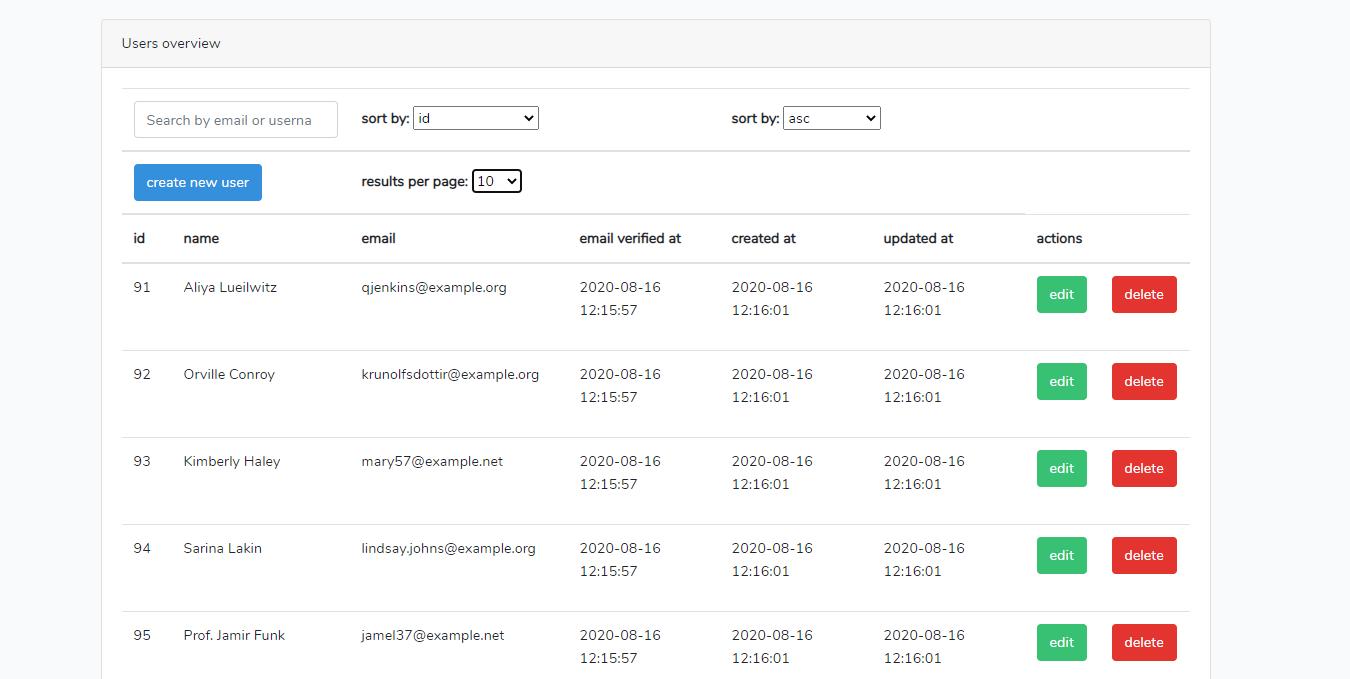 Users overview
Search by email or userna sort by: id sort by: asc
create new user results per page: 10
id name email email verified at created at updated at actions
91 Aliya Lueilwitz qjenkins@example.org 2020-08-16 2020-08-16 2020-08-16 edit delete
12:15:57 12:16:01 12:16:01
92 Orville Conroy krunolfsdottir@example.org 2020-08-16 2020-08-16 2020-08-16 edit delete
12:15:57 12:16:01 12:16:01
93 Kimberly Haley mary57@example.net 2020-08-16 2020-08-16 2020-08-16 edit delete
12:15:57 12:16:01 12:16:01
94 Sarina Lakin lindsay.johns@example.org 2020-08-16 2020-08-16 2020-08-16 edit delete
12:15:57 12:16:01 12:16:01
95 Prof. Jamir Funk jamel37@example.net 2020-08-16 2020-08-16 2020-08-16 edit delete
12:15:57 12:16:01 12:16:01